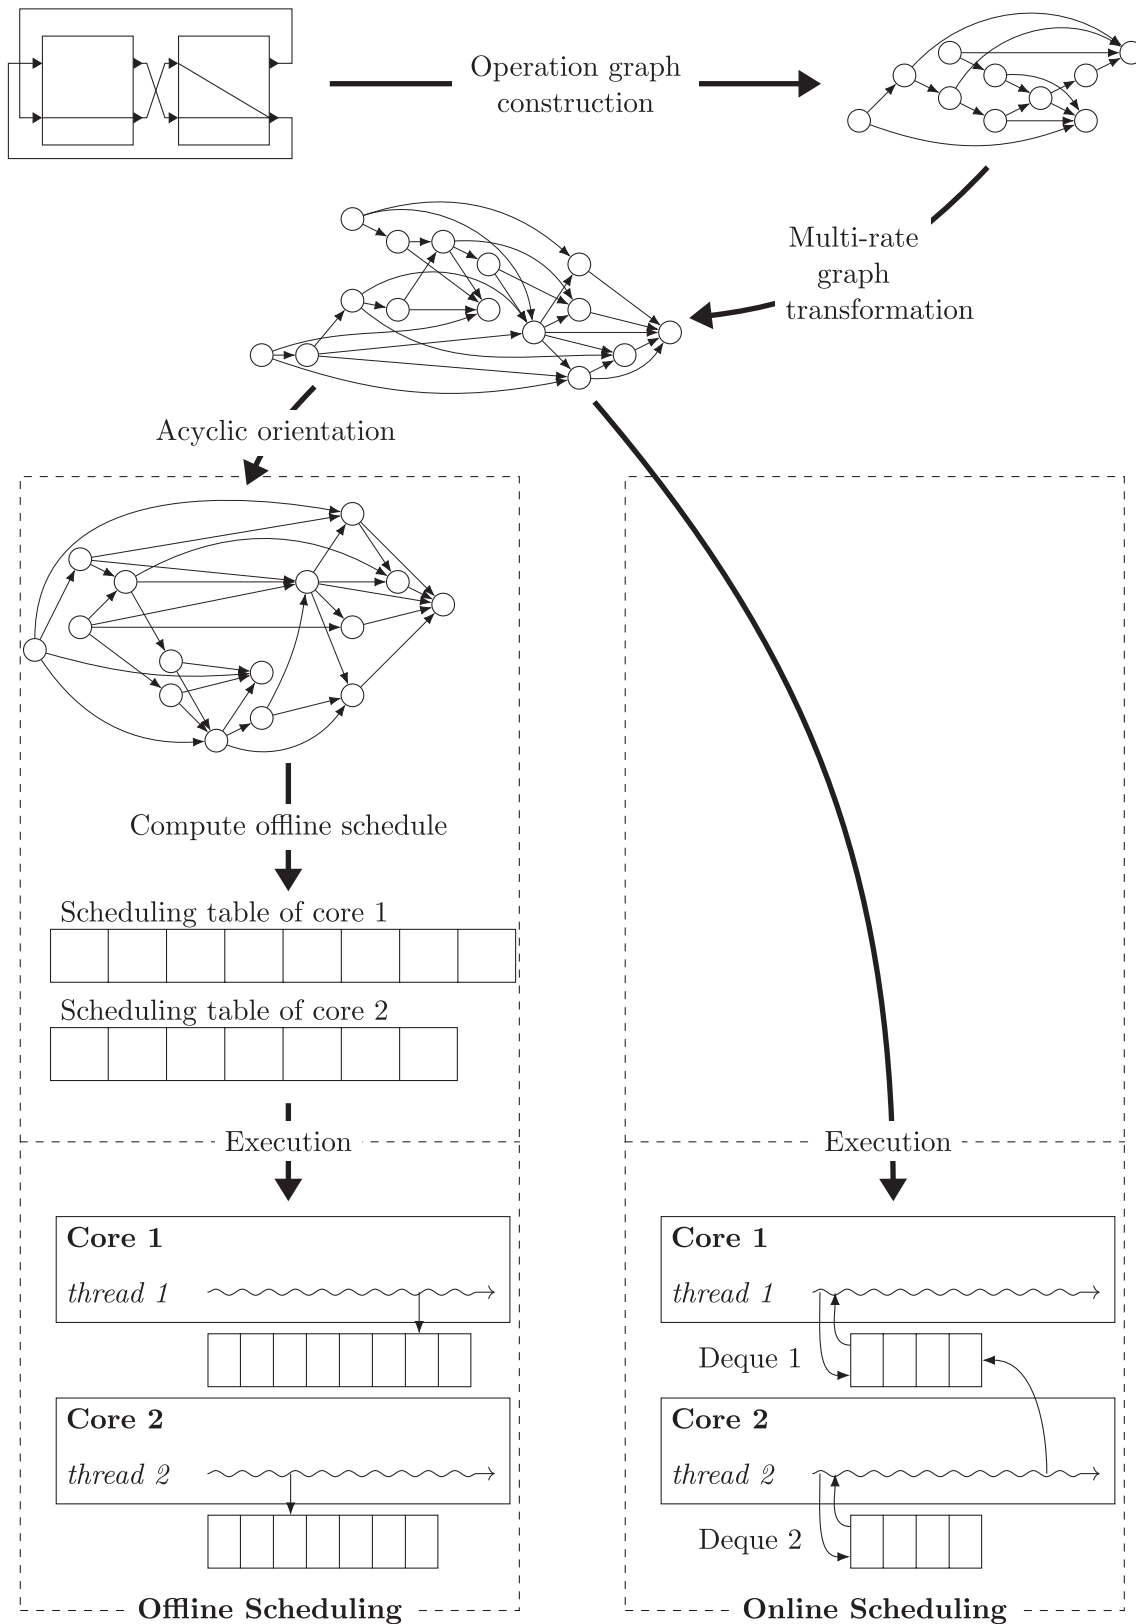 Operation graph
construction
Multi-rate
graph
transformation
Acyclic orientation
Compute offline schedule
Scheduling table of core 1
Scheduling table of core 2
Execution
Core 1
thread 1
Core 2
thread 2
Offline Scheduling
Execution
Core 1
thread 1
Deque 1
Core 2
thread 2
Deque 2
Online Scheduling